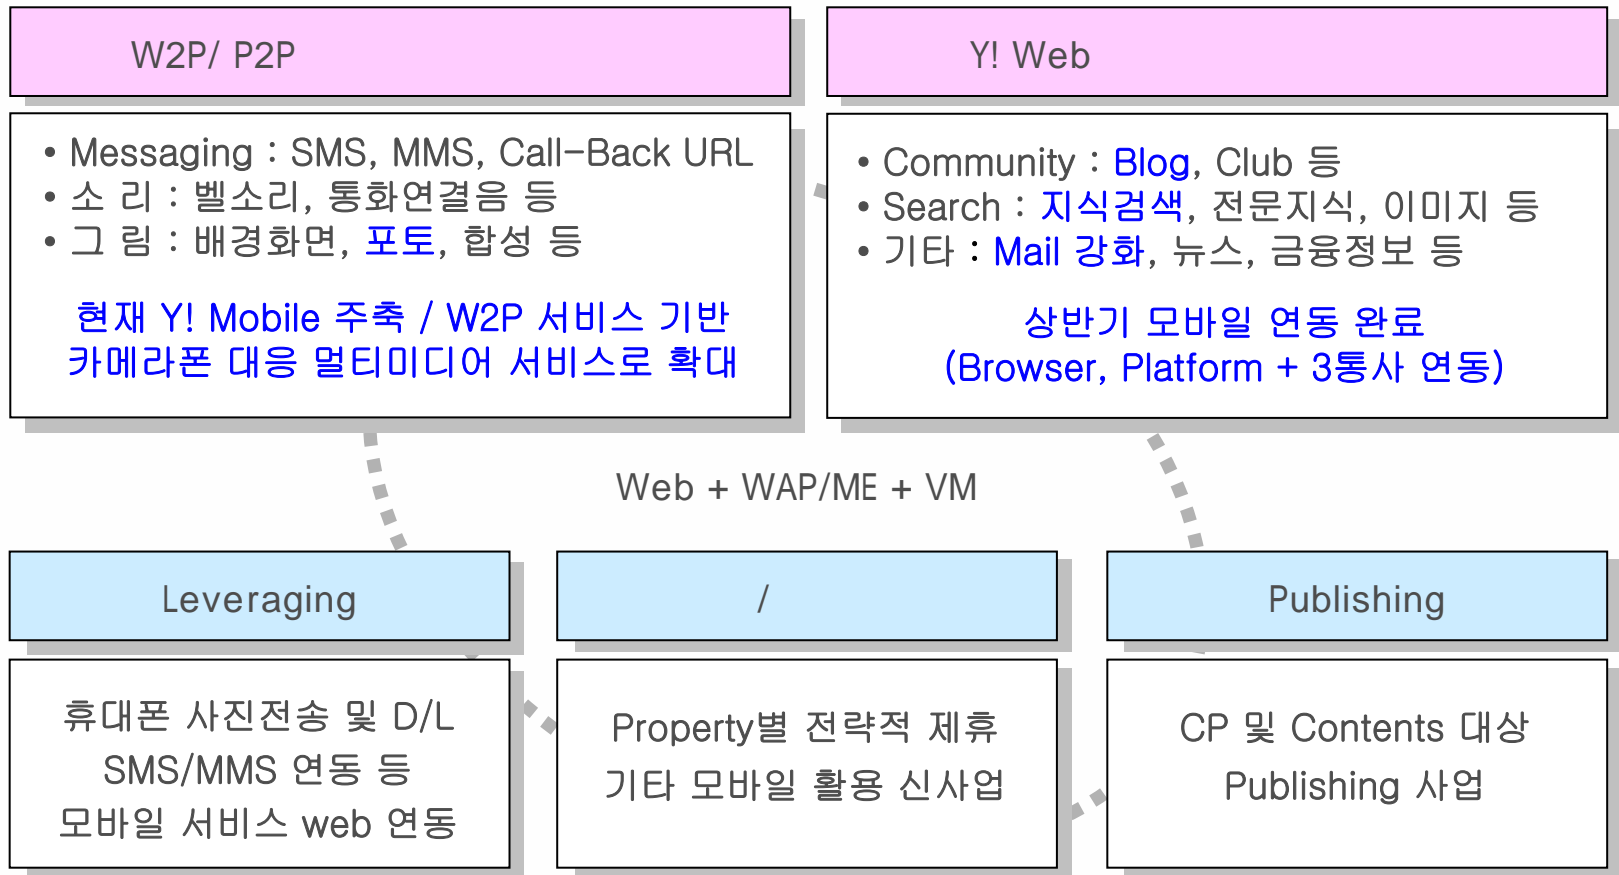 W2P/ P2P
• Messaging : SMS, MMS, Call-Back URL
• 소 리 : 벨소리, 통화연결음 등
• 그 림 : 배경화면, 포토, 합성 등
현재 Y! Mobile 주축 / W2P 서비스 기반
카메라폰 대응 멀티미디어 서비스로 확대
Y! Web
• Community : Blog, Club 등
• Search : 지식검색, 전문지식, 이미지 등
• 기타 : Mail 강화, 뉴스, 금융정보 등
상반기 모바일 연동 완료
(Browser, Platform + 3통사 연동)
Web + WAP/ME + VM
Leveraging
휴대폰 사진전송 및 D/L
SMS/MMS 연동 등
모바일 서비스 web 연동
/
Property별 전략적 제휴
기타 모바일 활용 신사업
Publishing
CP 및 Contents 대상
Publishing 사업